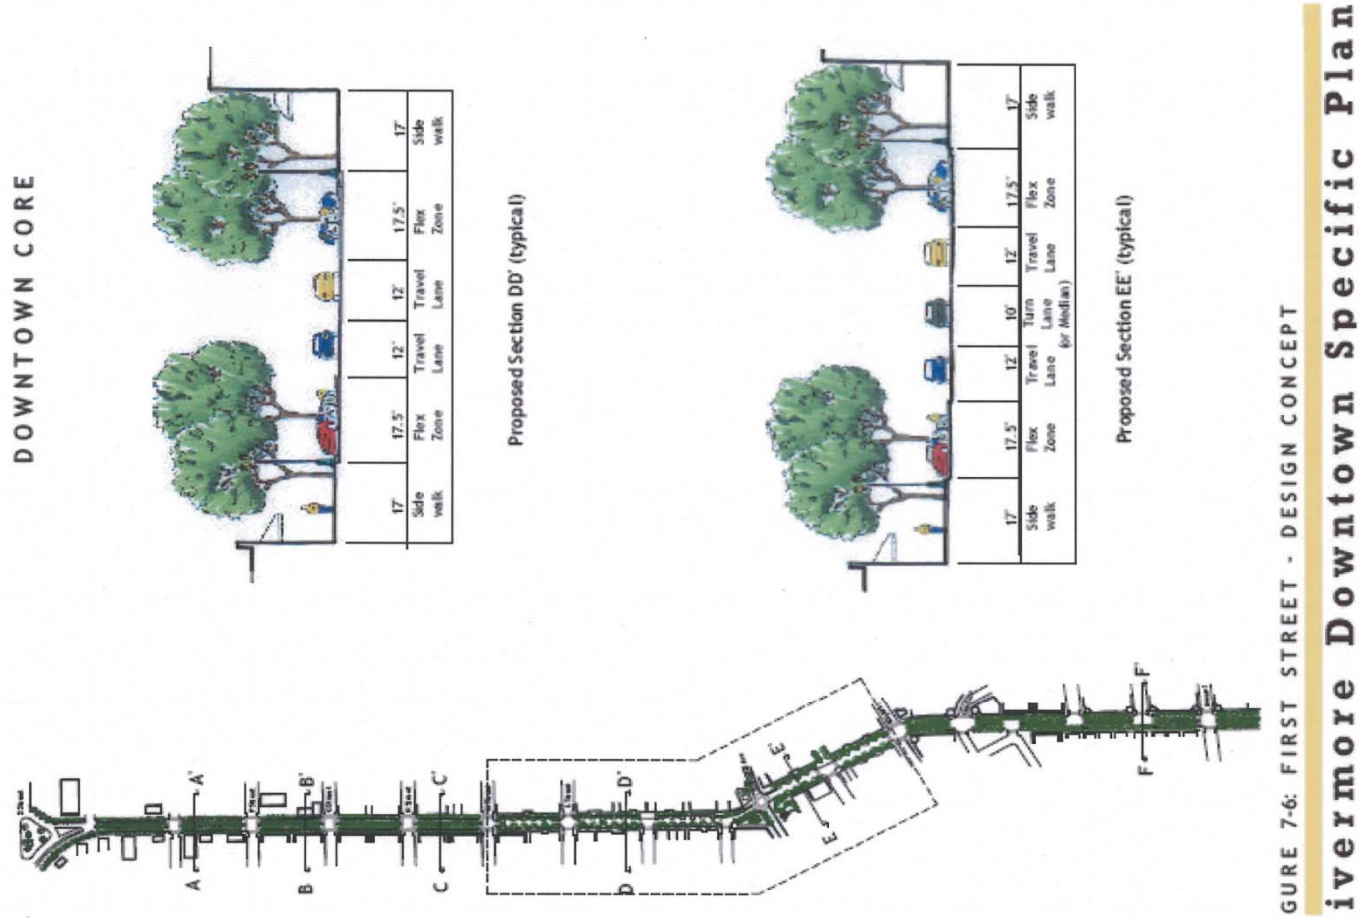 DOWNTOWN CORE
17' 17.5' 12' 12' 17.5' 17'
Side Flex Travel Travel Flex Side
walk Zone Lane Lane Zone walk
Proposed Section DD' (typical)
17' 17.5' 12' 10' 12' 17.5' 17'
Side Flex Travel Turn Travel Flex Side
walk Zone Lane Lane Lane Zone walk
(or Median)
Proposed Section EE' (typical)
A A'
B B'
C C'
D D'
E E'
F F'
GURE 7-6: FIRST STREET - DESIGN CONCEPT
ivermore Downtown Specific Plan